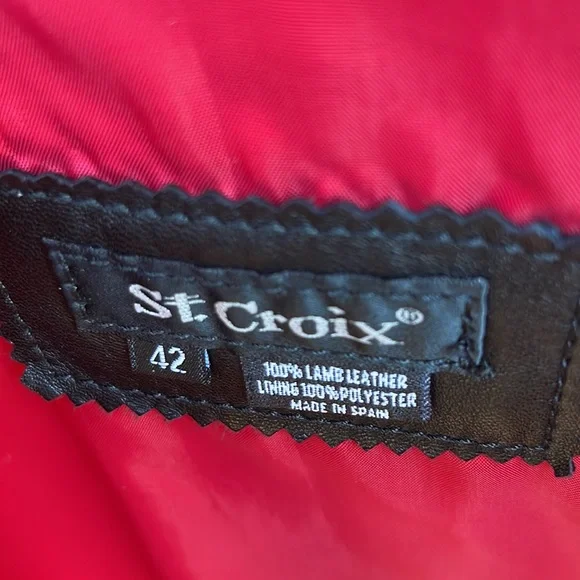 St. Croix®
42
100% LAMB LEATHER
LINING 100% POLYESTER
MADE IN SPAIN